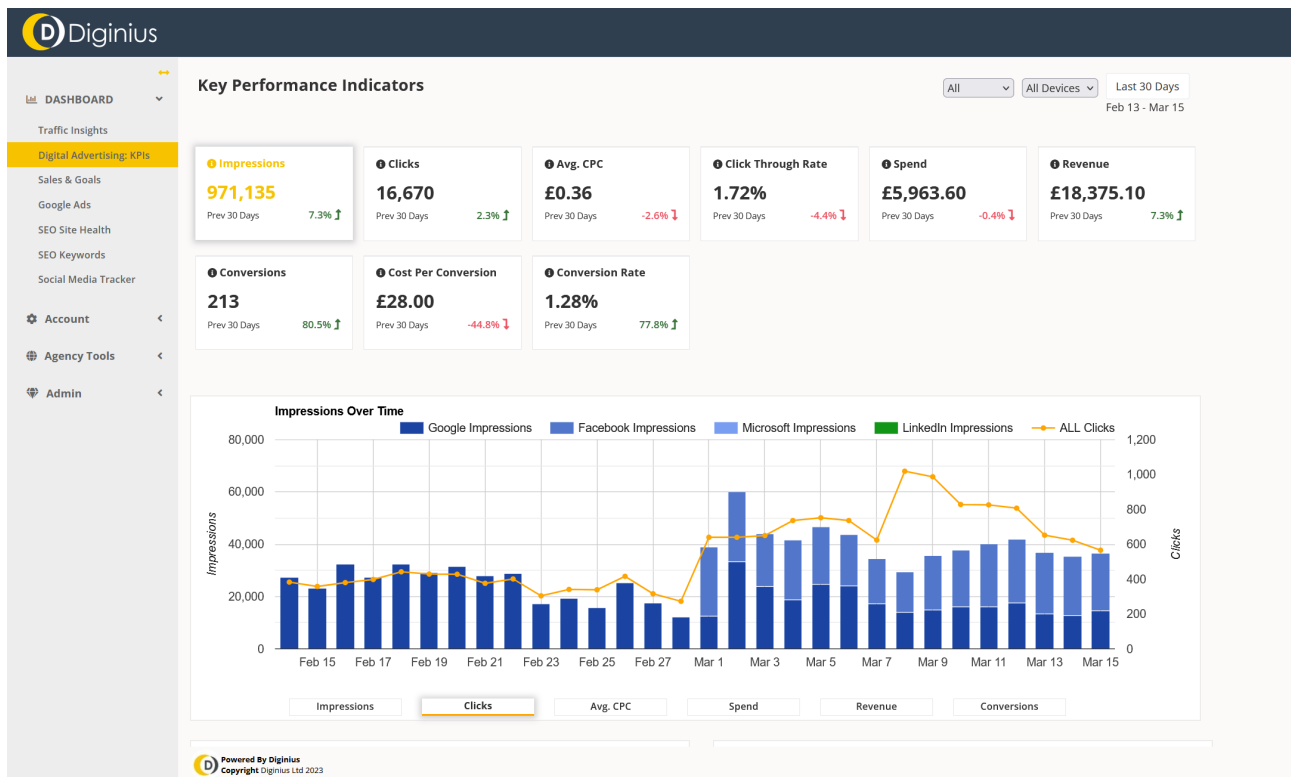 Diginius
Key Performance Indicators
All
All Devices
Last 30 Days
Feb 13 - Mar 15
DASHBOARD
Traffic Insights
Digital Advertising: KPIs
Sales & Goals
Google Ads
SEO Site Health
SEO Keywords
Social Media Tracker
Account
Agency Tools
Admin
Impressions
971,135
Prev 30 Days 7.3%
Clicks
16,670
Prev 30 Days 2.3%
Avg. CPC
£0.36
Prev 30 Days -2.6%
Click Through Rate
1.72%
Prev 30 Days -4.4%
Spend
£5,963.60
Prev 30 Days -0.4%
Revenue
£18,375.10
Prev 30 Days 7.3%
Conversions
213
Prev 30 Days 80.5%
Cost Per Conversion
£28.00
Prev 30 Days -44.8%
Conversion Rate
1.28%
Prev 30 Days 77.8%
Impressions Over Time
Google Impressions Facebook Impressions Microsoft Impressions LinkedIn Impressions ALL Clicks
80,000
60,000
40,000
20,000
0
Impressions
1,200
1,000
800
600
400
200
0
Clicks
Feb 15 Feb 17 Feb 19 Feb 21 Feb 23 Feb 25 Feb 27 Mar 1 Mar 3 Mar 5 Mar 7 Mar 9 Mar 11 Mar 13 Mar 15
Impressions Clicks Avg. CPC Spend Revenue Conversions
Powered By Diginius
Copyright Diginius Ltd 2023